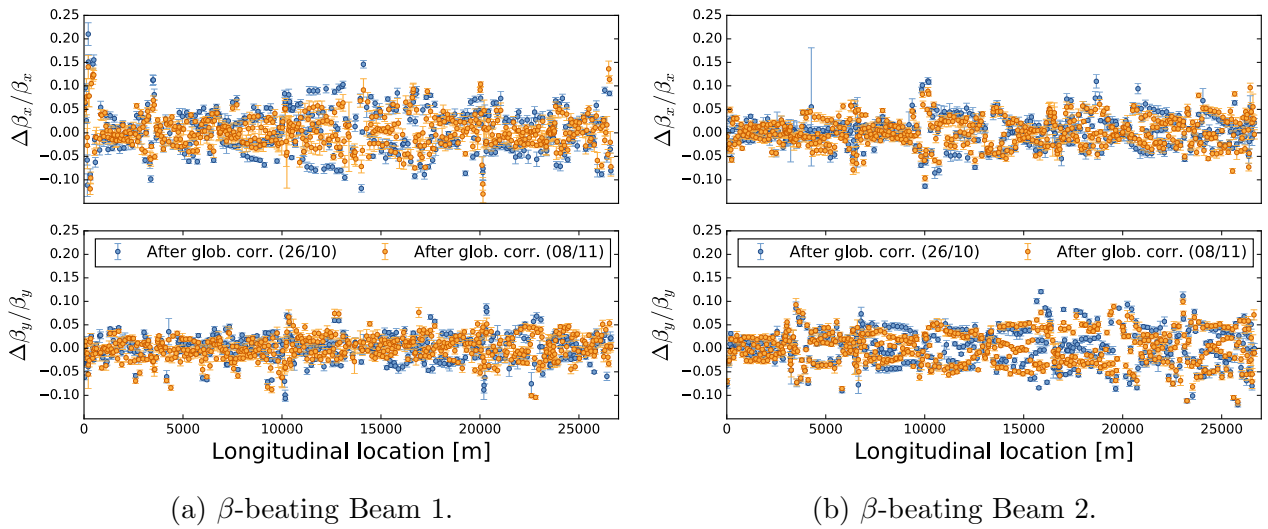 0.25
0.20
0.15
0.10
0.05
0.00
−0.05
−0.10
Δβx/βx
0.25
0.20
0.15
0.10
0.05
0.00
−0.05
−0.10
Δβx/βx
0.25
0.20
0.15
0.10
0.05
0.00
−0.05
−0.10
Δβy/βy
After glob. corr. (26/10) After glob. corr. (08/11)
0 5000 10000 15000 20000 25000
Longitudinal location [m]
0.25
0.20
0.15
0.10
0.05
0.00
−0.05
−0.10
Δβy/βy
After glob. corr. (26/10) After glob. corr. (08/11)
0 5000 10000 15000 20000 25000
Longitudinal location [m]
(a) β-beating Beam 1.
(b) β-beating Beam 2.